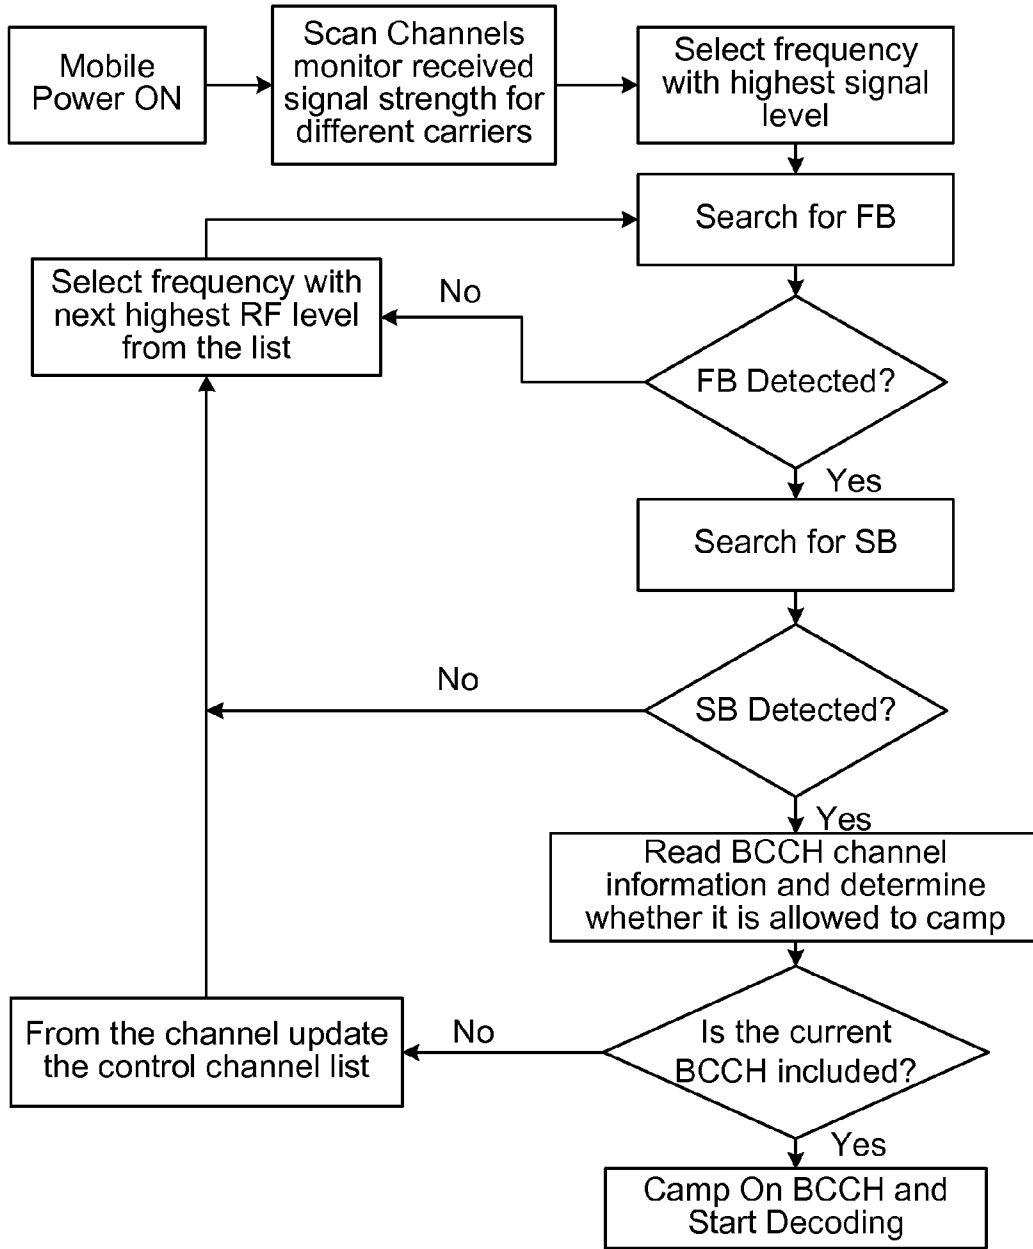 Mobile
Power ON
Scan Channels
monitor received
signal strength for
different carriers
Select frequency
with highest signal
level
Search for FB
Select frequency with
next highest RF level
from the list
No
FB Detected?
Yes
Search for SB
No
SB Detected?
Yes
Read BCCH channel
information and determine
whether it is allowed to camp
From the channel update
the control channel list
No
Is the current
BCCH included?
Yes
Camp On BCCH and
Start Decoding